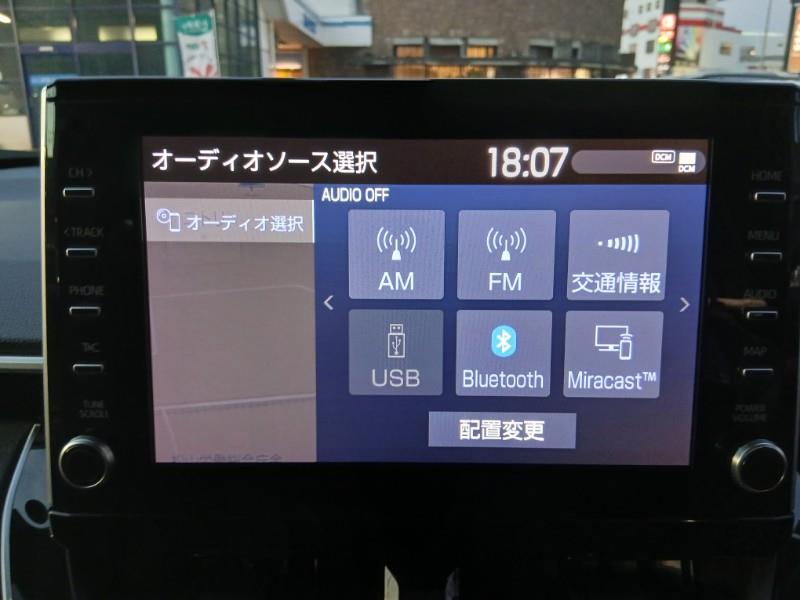 オーディオソース選択
18:07
DCM
DCM
オーディオ選択
AUDIO OFF
AM
FM
交通情報
USB
Bluetooth
Miracast™
配置変更
CH >
< TRACK
PHONE
T∧C
TUNE
SCROLL
HOME
MENU
AUDIO
MAP
POWER
VOLUME